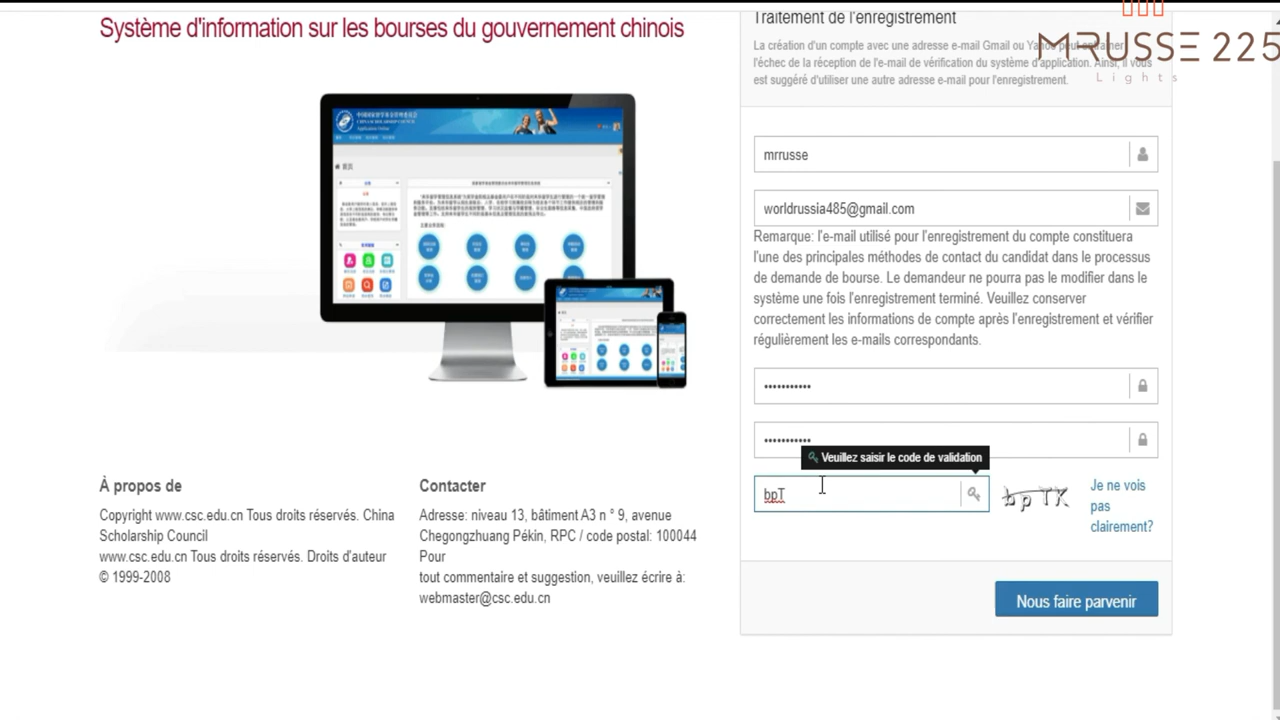 Système d'information sur les bourses du gouvernement chinois
Traitement de l'enregistrement
MRUSSE 225
Lights
La création d'un compte avec une adresse e-mail Gmail ou Yahoo peut entraîner
l'échec de la réception de l'e-mail de vérification du système d'application. Ainsi, il vous
est suggéré d'utiliser une autre adresse e-mail pour l'enregistrement.
mrrusse
worldrussia485@gmail.com
Remarque: l'e-mail utilisé pour l'enregistrement du compte constituera
l'une des principales méthodes de contact du candidat dans le processus
de demande de bourse. Le demandeur ne pourra pas le modifier dans le
système une fois l'enregistrement terminé. Veuillez conserver
correctement les informations de compte après l'enregistrement et vérifier
régulièrement les e-mails correspondants.
•••••••••••
•••••••••••
Veuillez saisir le code de validation
bpT
bpTK
Je ne vois
pas
clairement?
Nous faire parvenir
À propos de
Copyright www.csc.edu.cn Tous droits réservés. China
Scholarship Council
www.csc.edu.cn Tous droits réservés. Droits d'auteur
© 1999-2008
Contacter
Adresse: niveau 13, bâtiment A3 n ° 9, avenue
Chegongzhuang Pékin, RPC / code postal: 100044
Pour
tout commentaire et suggestion, veuillez écrire à:
webmaster@csc.edu.cn